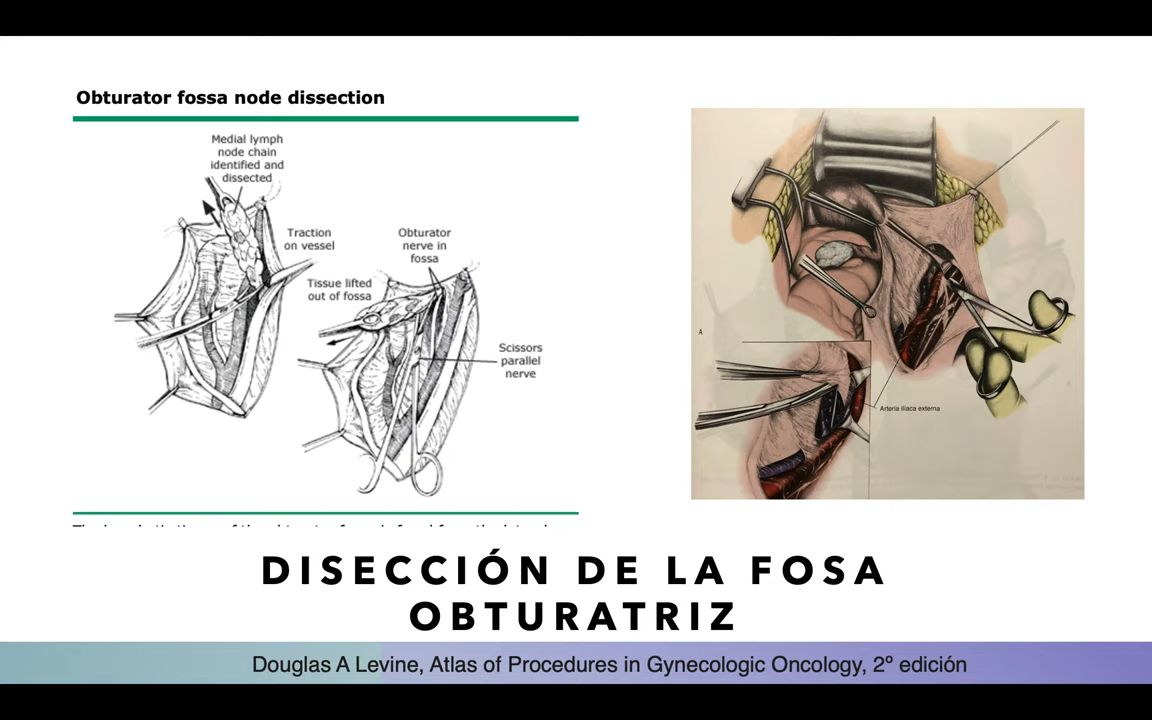 Obturator fossa node dissection
Medial lymph
node chain
identified and
dissected
Traction
on vessel
Obturator
nerve in
fossa
Tissue lifted
out of fossa
Scissors
parallel
nerve
A
Arteria iliaca externa
DISECCIÓN DE LA FOSA
OBTURATRIZ
Douglas A Levine, Atlas of Procedures in Gynecologic Oncology, 2º edición